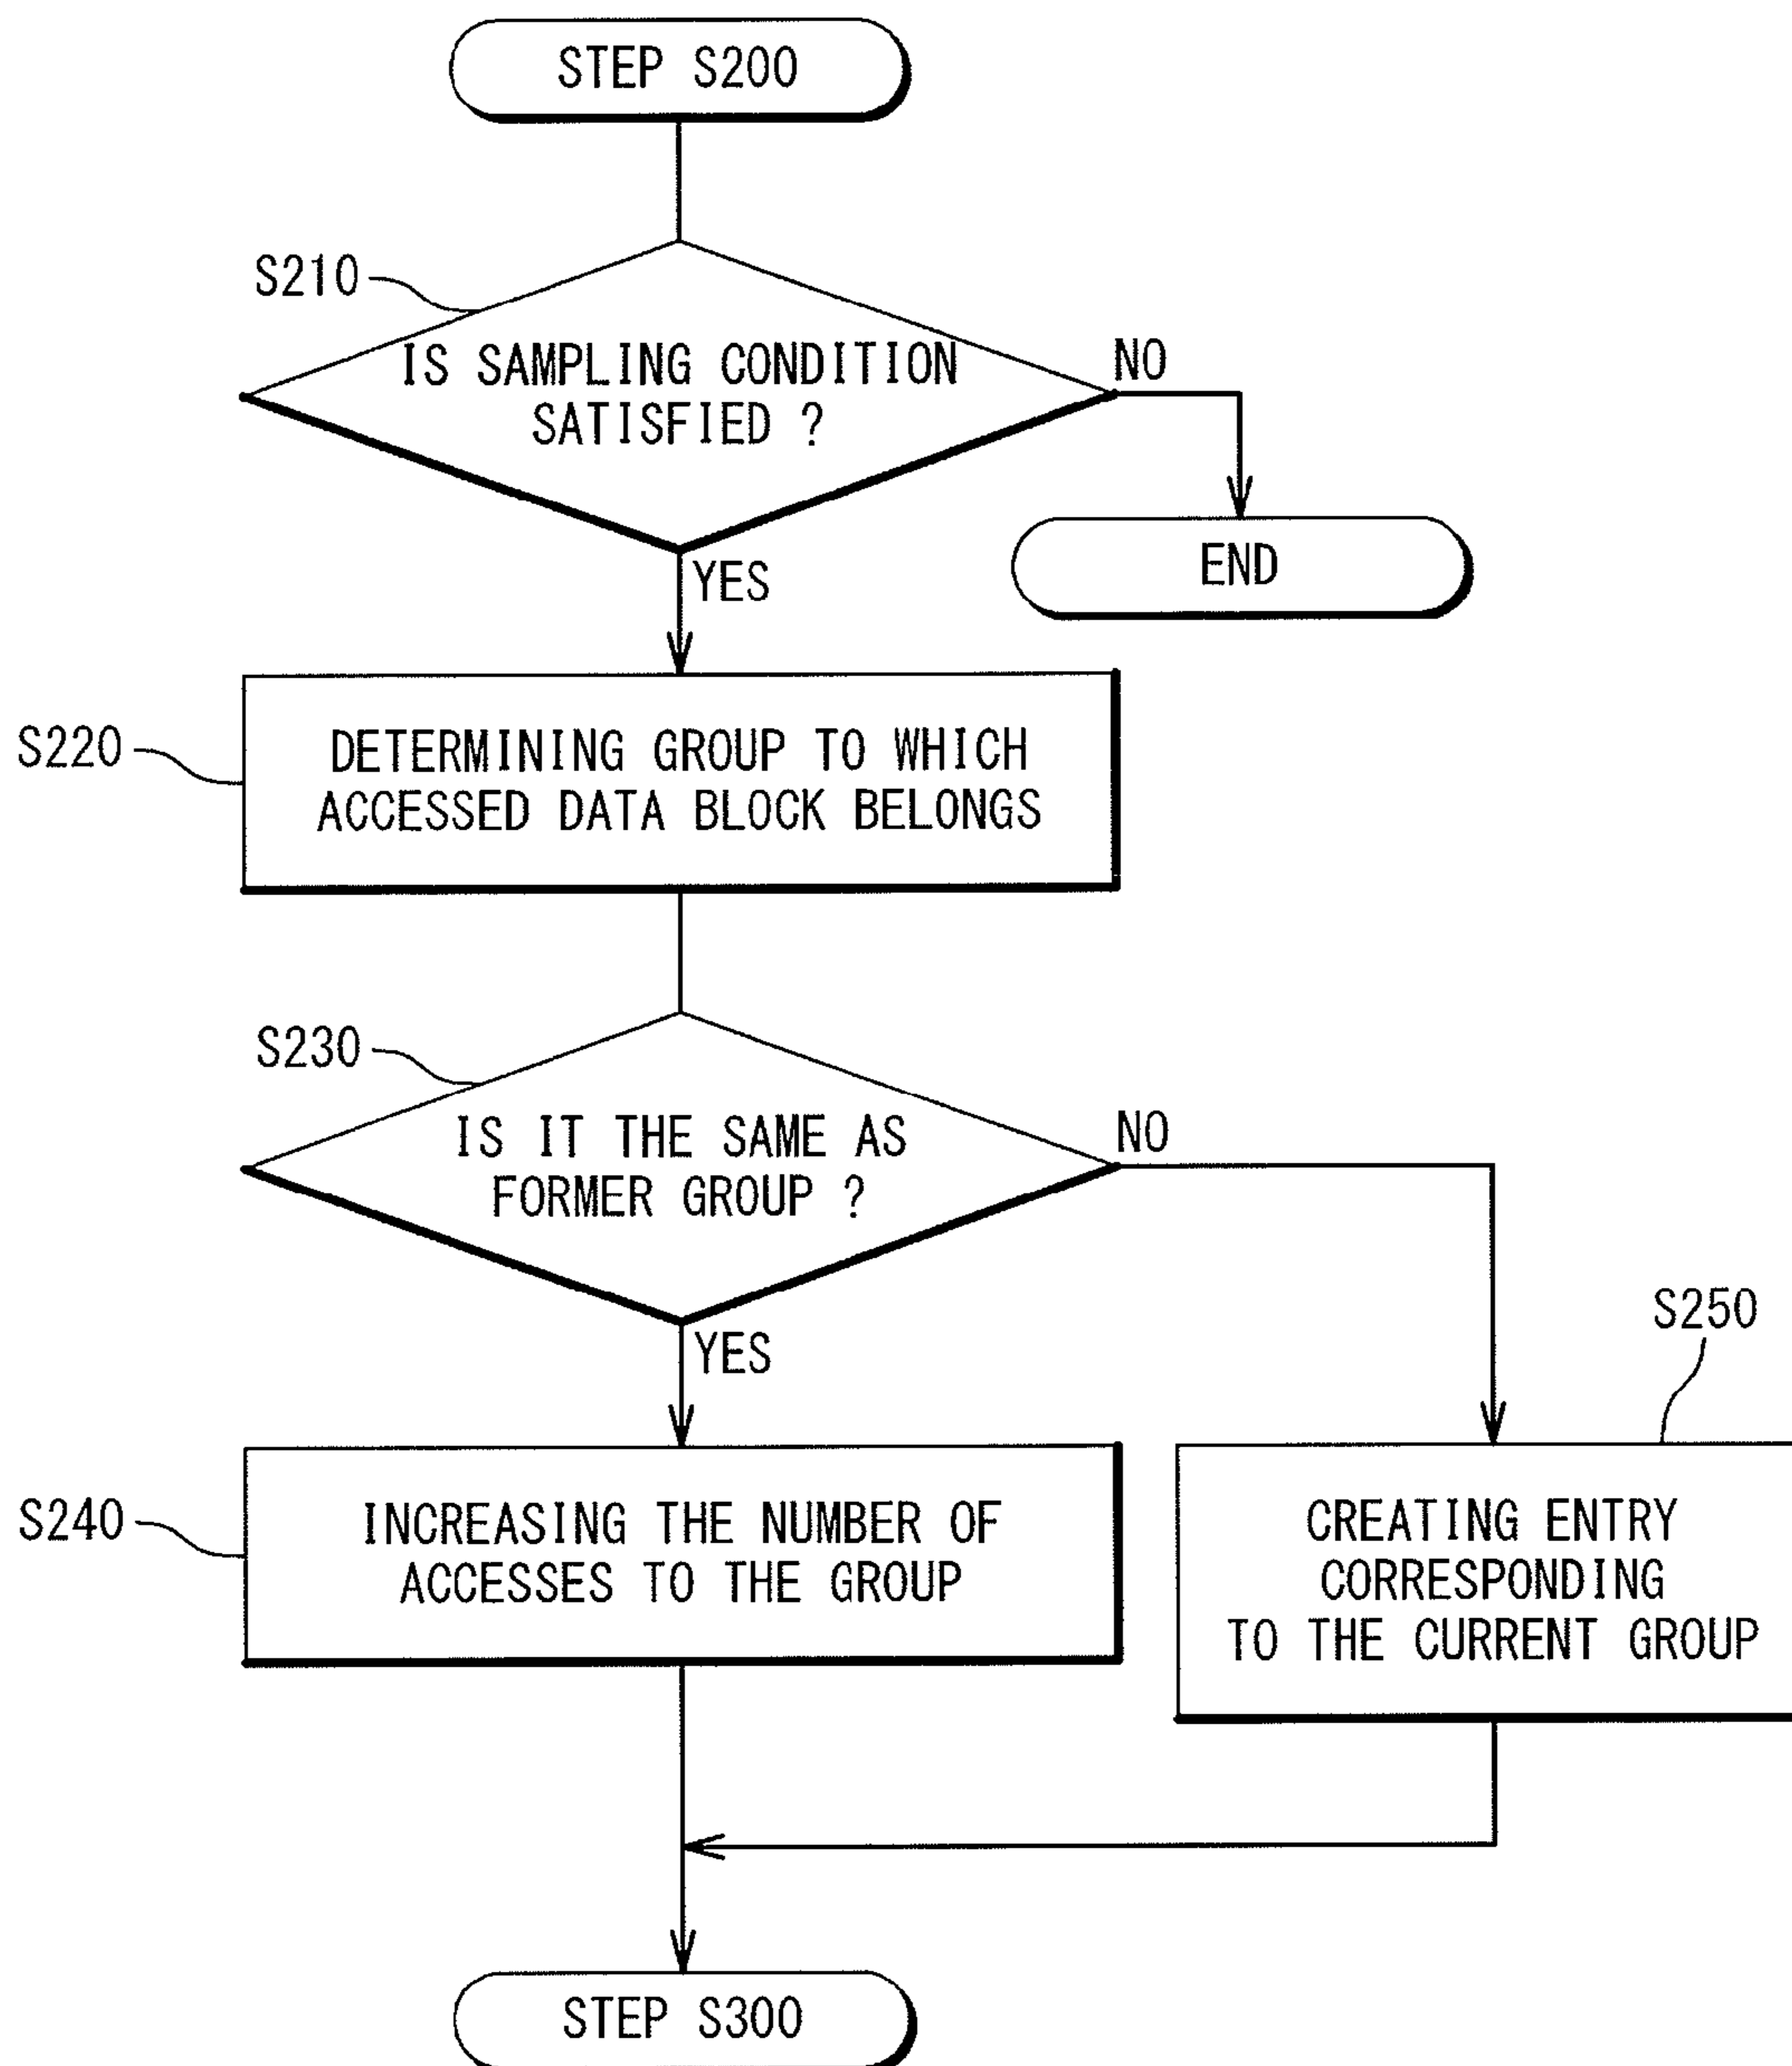 STEP S200
S210
IS SAMPLING CONDITION
SATISFIED ?
NO
END
YES
S220
DETERMINING GROUP TO WHICH
ACCESSED DATA BLOCK BELONGS
S230
IS IT THE SAME AS
FORMER GROUP ?
NO
YES
S250
S240
INCREASING THE NUMBER OF
ACCESSES TO THE GROUP
CREATING ENTRY
CORRESPONDING
TO THE CURRENT GROUP
STEP S300